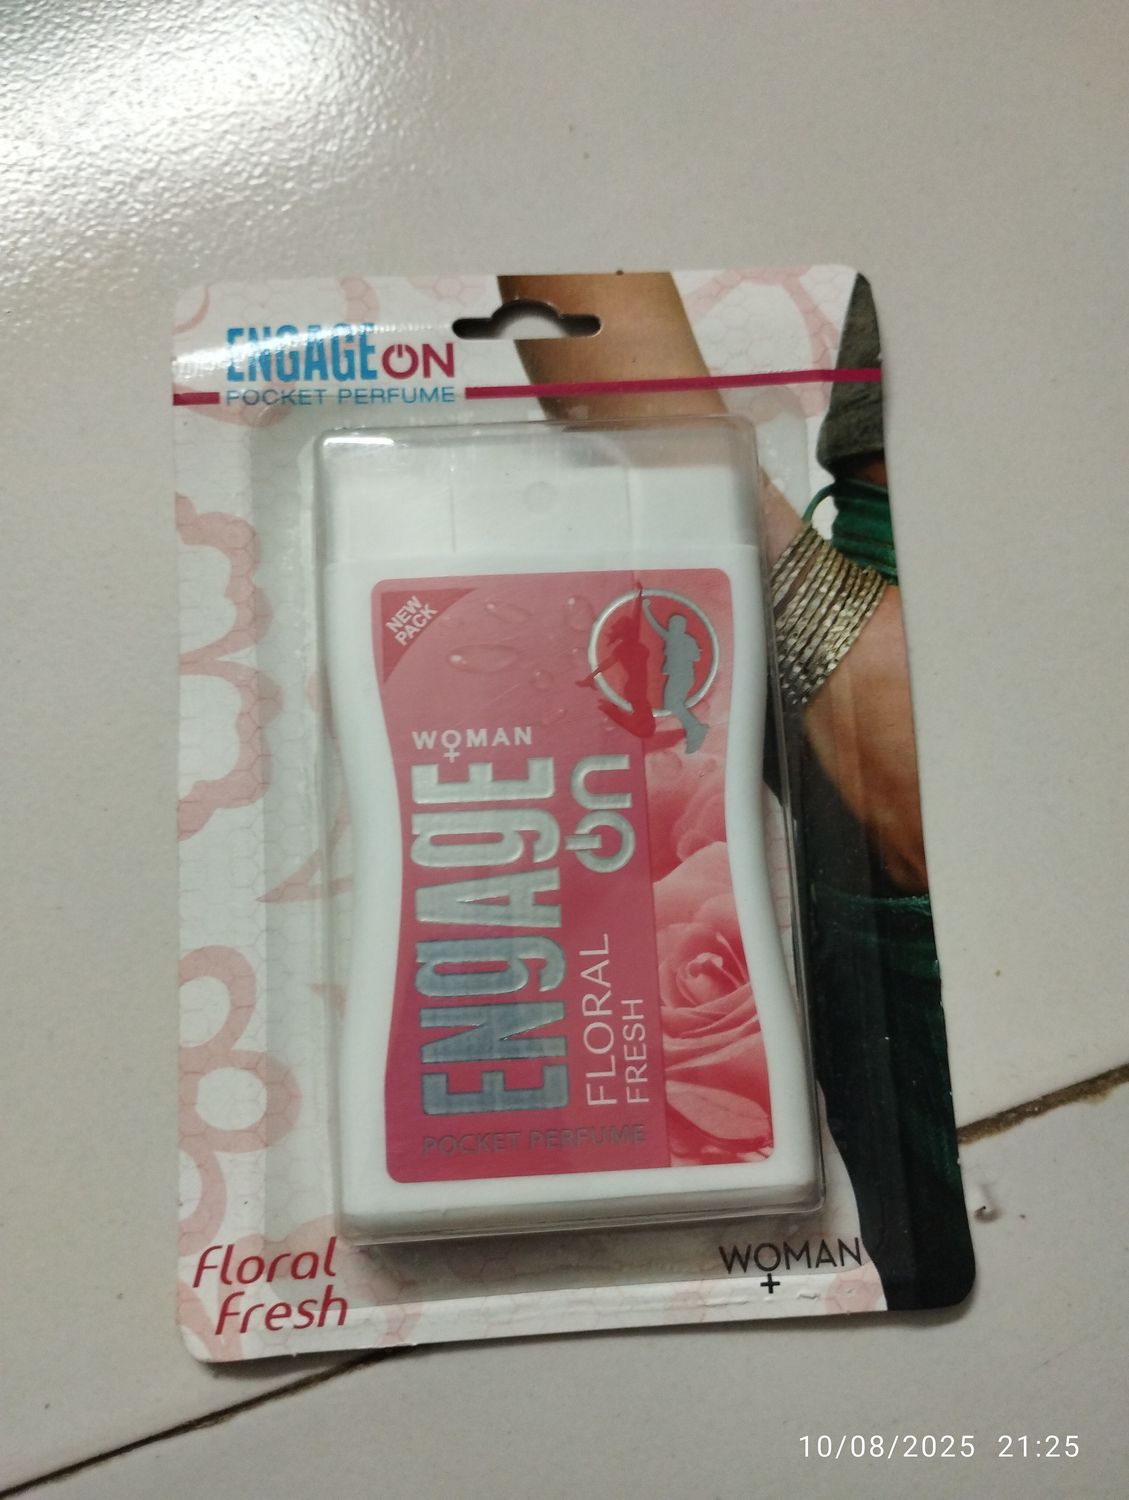 ENGAGE ON
POCKET PERFUME
NEW
PACK
WOMAN
ENGAGE
ON
FLORAL
FRESH
POCKET PERFUME
Floral
Fresh
WOMAN
10/08/2025 21:25